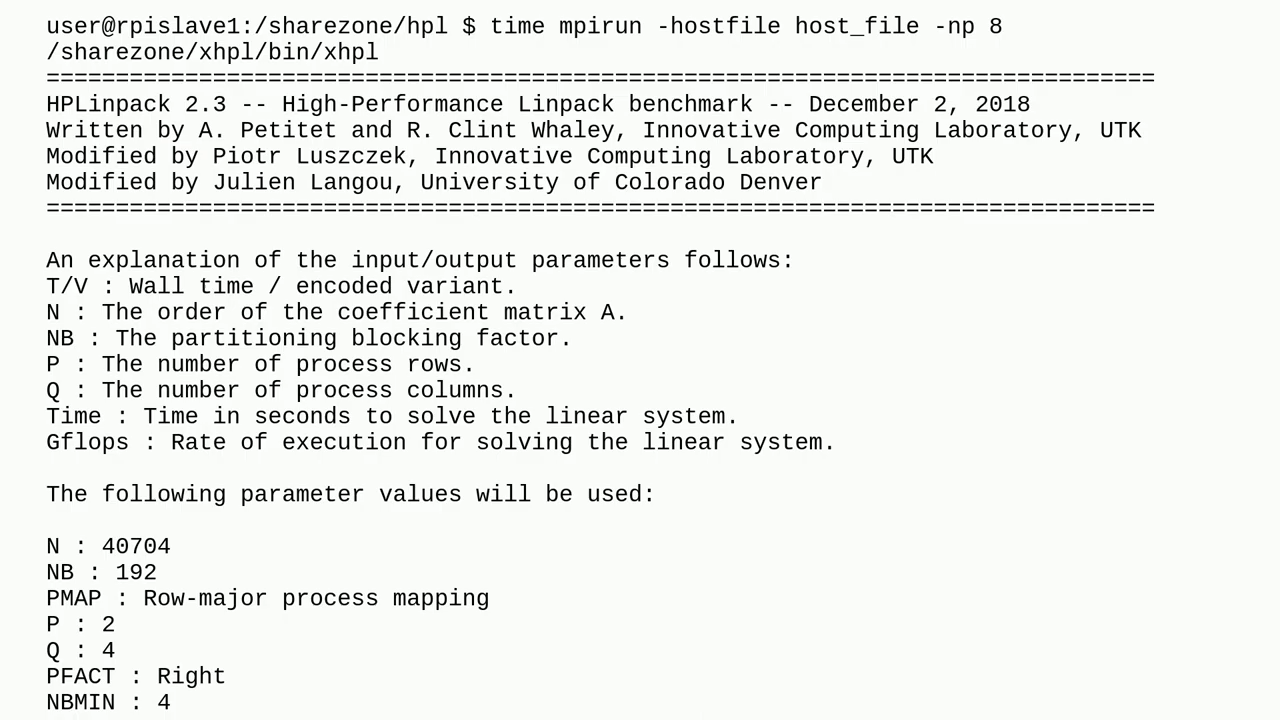 user@rpislave1:/sharezone/hpl $ time mpirun -hostfile host_file -np 8
/sharezone/xhpl/bin/xhpl
================================================================================
HPLinpack 2.3 -- High-Performance Linpack benchmark -- December 2, 2018
Written by A. Petitet and R. Clint Whaley, Innovative Computing Laboratory, UTK
Modified by Piotr Luszczek, Innovative Computing Laboratory, UTK
Modified by Julien Langou, University of Colorado Denver
================================================================================
An explanation of the input/output parameters follows:
T/V : Wall time / encoded variant.
N : The order of the coefficient matrix A.
NB : The partitioning blocking factor.
P : The number of process rows.
Q : The number of process columns.
Time : Time in seconds to solve the linear system.
Gflops : Rate of execution for solving the linear system.
The following parameter values will be used:
N : 40704
NB : 192
PMAP : Row-major process mapping
P : 2
Q : 4
PFACT : Right
NBMIN : 4